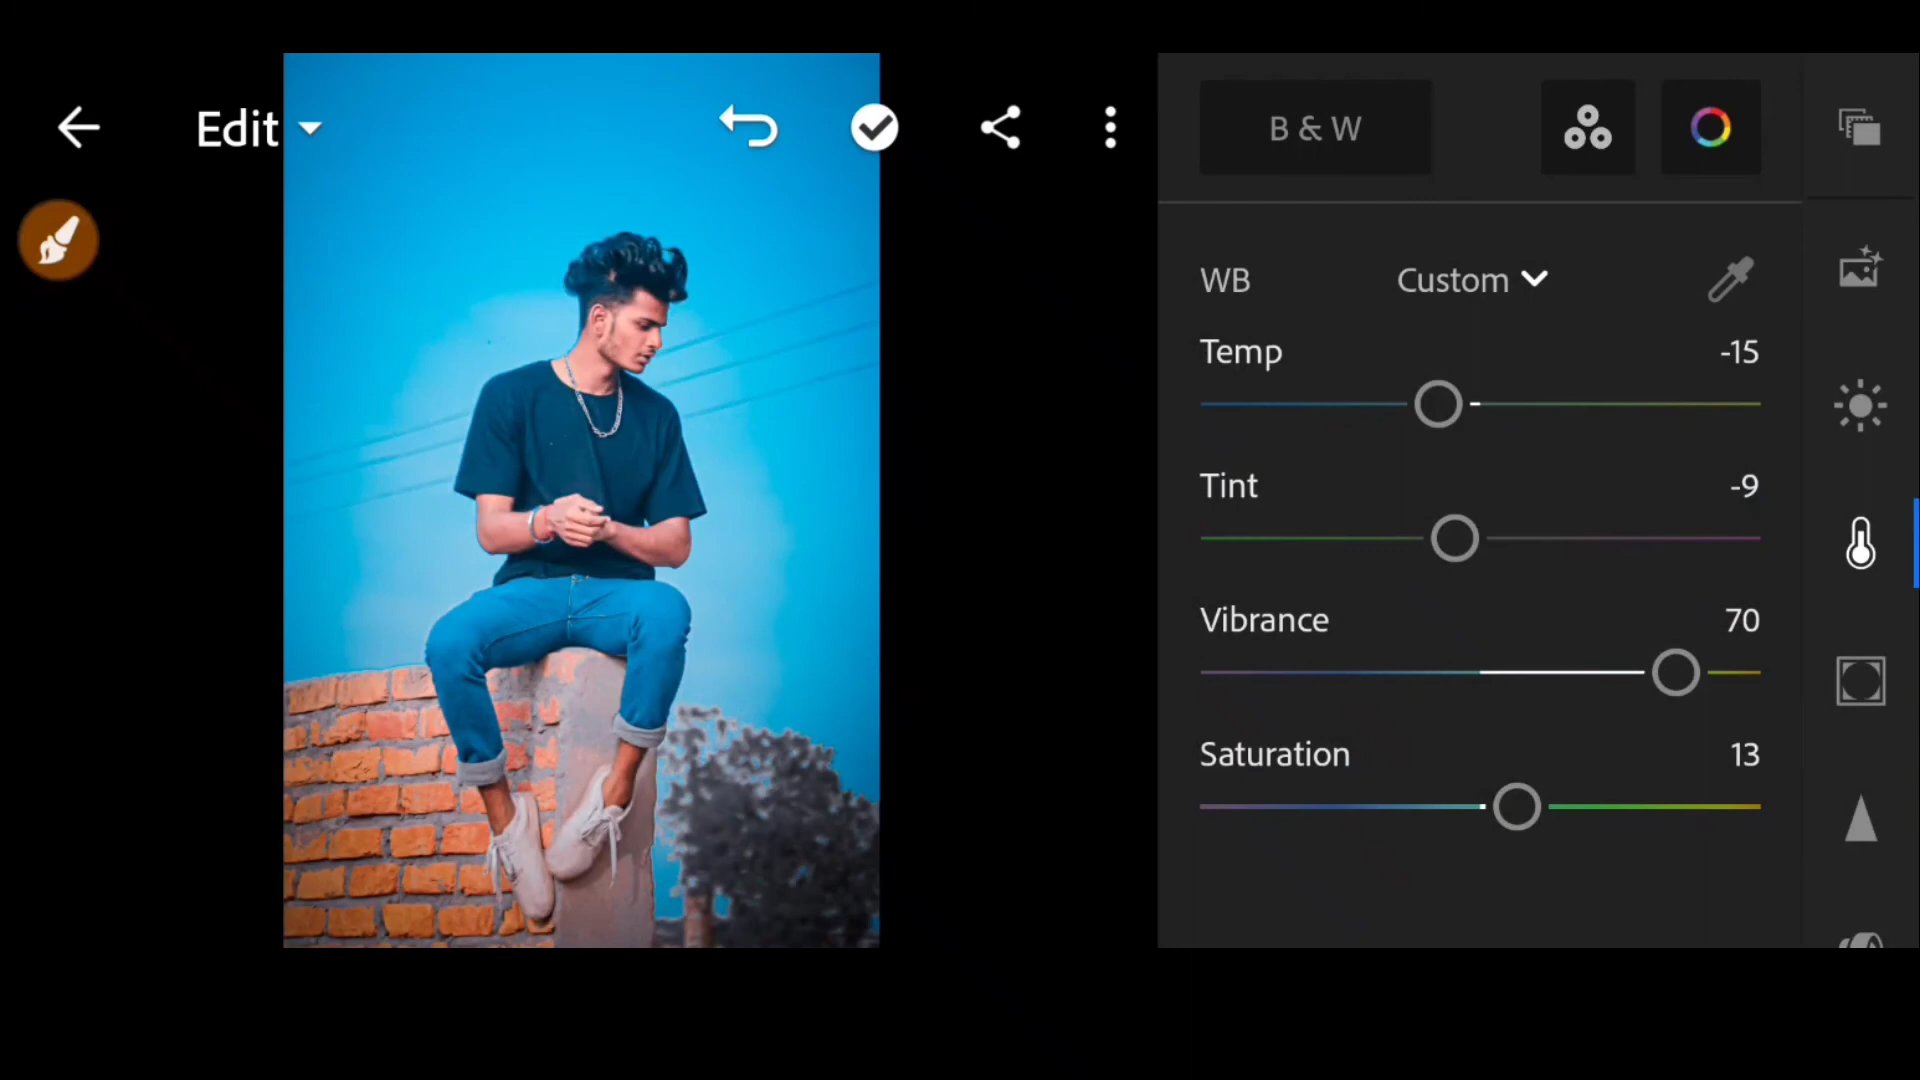 Edit
B & W
WB Custom
Temp -15
Tint -9
Vibrance 70
Saturation 13